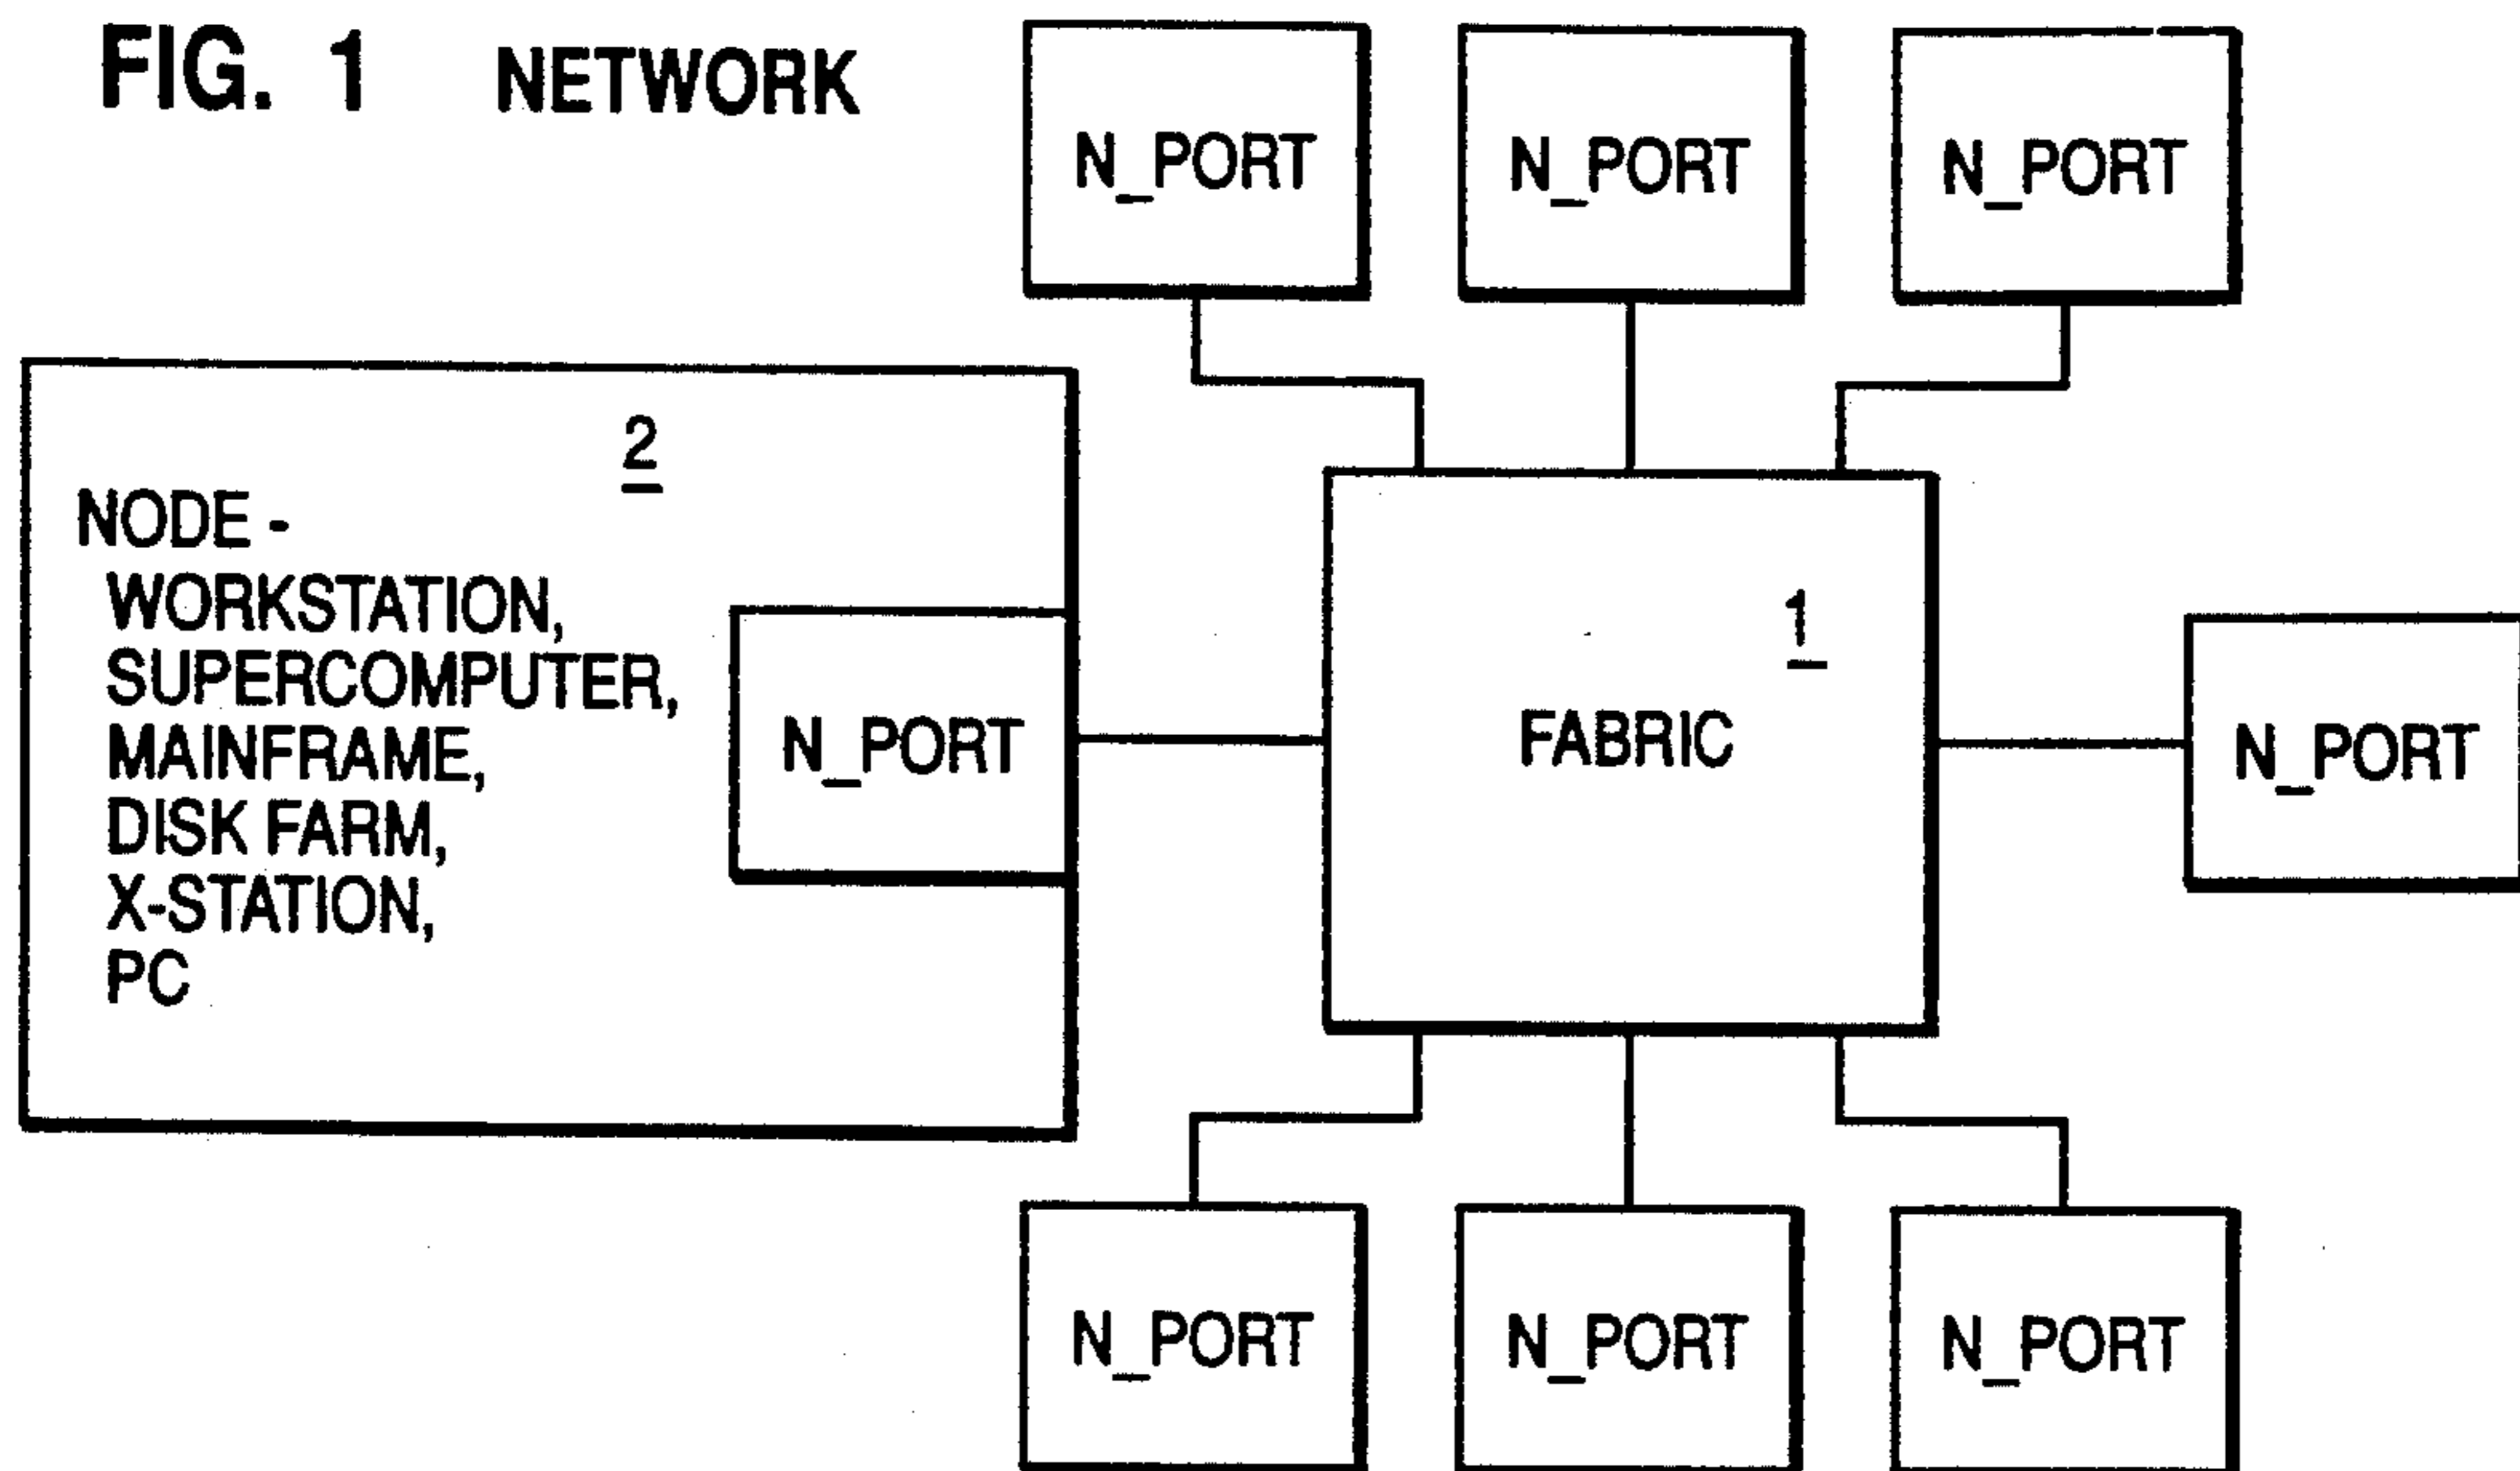 FIG. 1 NETWORK
N_PORT
N_PORT
N_PORT
2
NODE -
WORKSTATION,
SUPERCOMPUTER,
MAINFRAME,
DISK FARM,
X-STATION,
PC
N_PORT
1
FABRIC
N_PORT
N_PORT
N_PORT
N_PORT